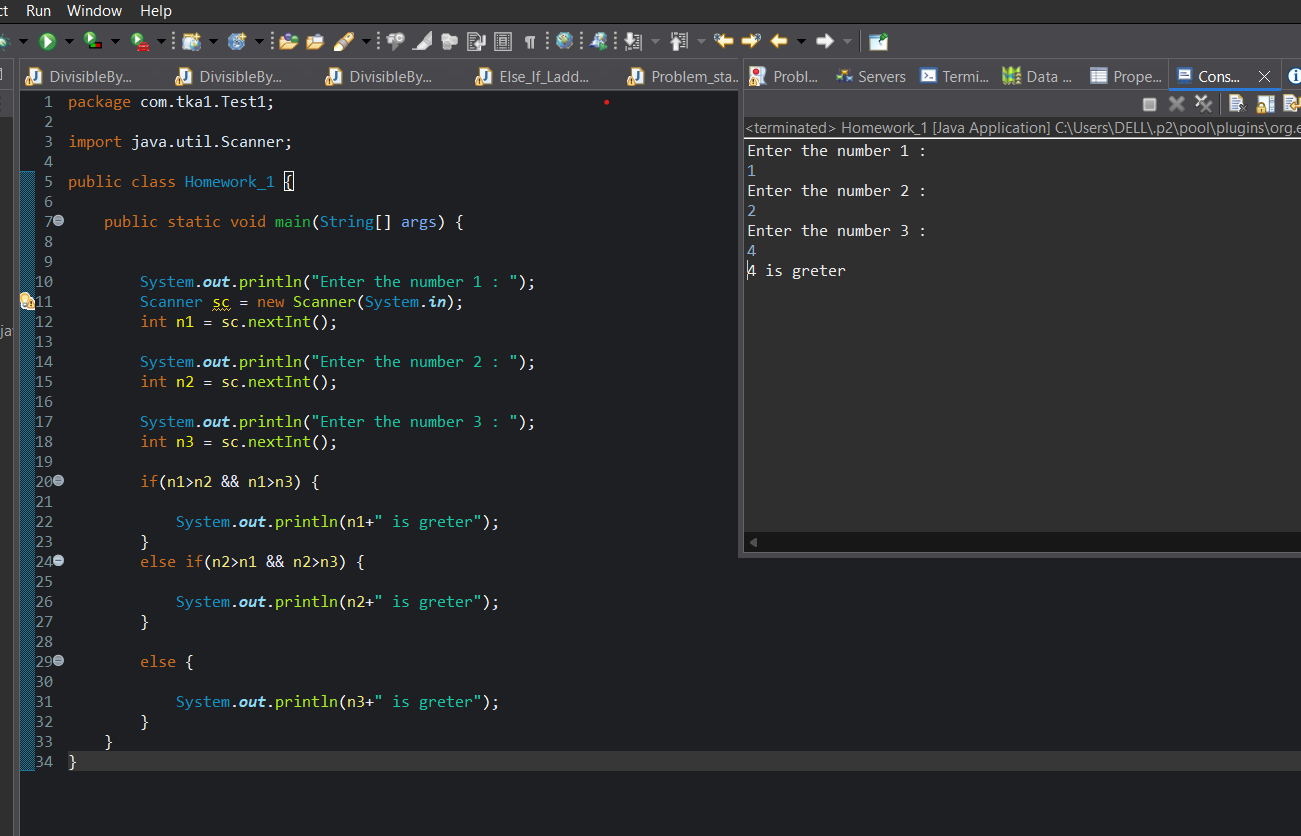 ct Run Window Help
DivisibleBy... DivisibleBy... DivisibleBy... Else_If_Ladd... Problem_sta..
1 package com.tka1.Test1;
2
3 import java.util.Scanner;
4
5 public class Homework_1 {
6
7 public static void main(String[] args) {
8
9
10 System.out.println("Enter the number 1 : ");
11 Scanner sc = new Scanner(System.in);
12 int n1 = sc.nextInt();
13
14 System.out.println("Enter the number 2 : ");
15 int n2 = sc.nextInt();
16
17 System.out.println("Enter the number 3 : ");
18 int n3 = sc.nextInt();
19
20 if(n1>n2 && n1>n3) {
21
22 System.out.println(n1+" is greter");
23 }
24 else if(n2>n1 && n2>n3) {
25
26 System.out.println(n2+" is greter");
27 }
28
29 else {
30
31 System.out.println(n3+" is greter");
32 }
33 }
34 }
ja
Probl... Servers Termi... Data ... Prope... Cons...
<terminated> Homework_1 [Java Application] C:\Users\DELL\.p2\pool\plugins\org.e
Enter the number 1 :
1
Enter the number 2 :
2
Enter the number 3 :
4
4 is greter